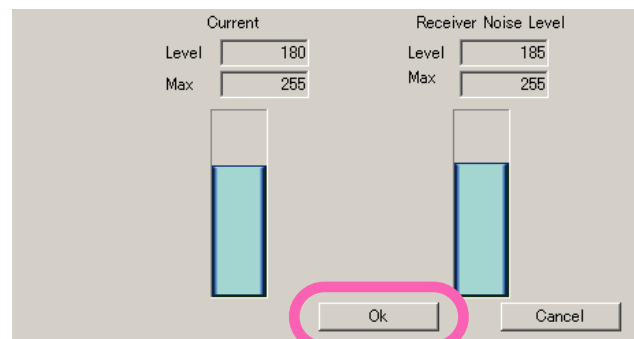 Current Receiver Noise Level
Level 180 Level 185
Max 255 Max 255
Ok Cancel